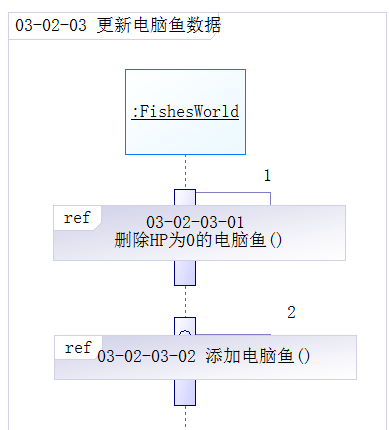 03-02-03 更新电脑鱼数据
:FishesWorld
1
ref
03-02-03-01
删除HP为0的电脑鱼()
2
ref
03-02-03-02 添加电脑鱼()